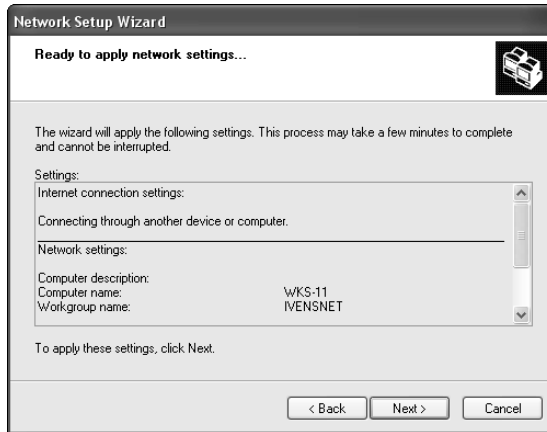 Network Setup Wizard
Ready to apply network settings...
The wizard will apply the following settings. This process may take a few minutes to complete
and cannot be interrupted.
Settings:
Internet connection settings:
Connecting through another device or computer.
Network settings:
Computer description:
Computer name: WKS-11
Workgroup name: IVENSNET
To apply these settings, click Next.
< Back Next > Cancel